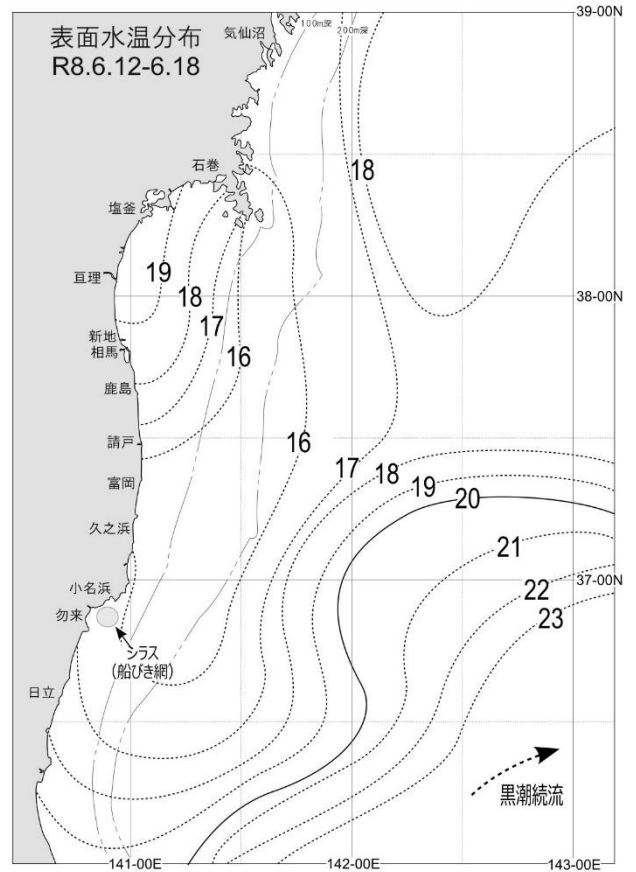 表面水温分布
R8.6.12-6.18
気仙沼
100m深
200m深
39-00N
18
石巻
塩釜
19
亘理
18
38-00N
17
新地
相馬
16
鹿島
16
請戸
17
18
富岡
19
20
久之浜
21
小名浜
37-00N
22
勿来
23
シラス
(船びき網)
日立
黒潮続流
141-00E
142-00E
143-00E